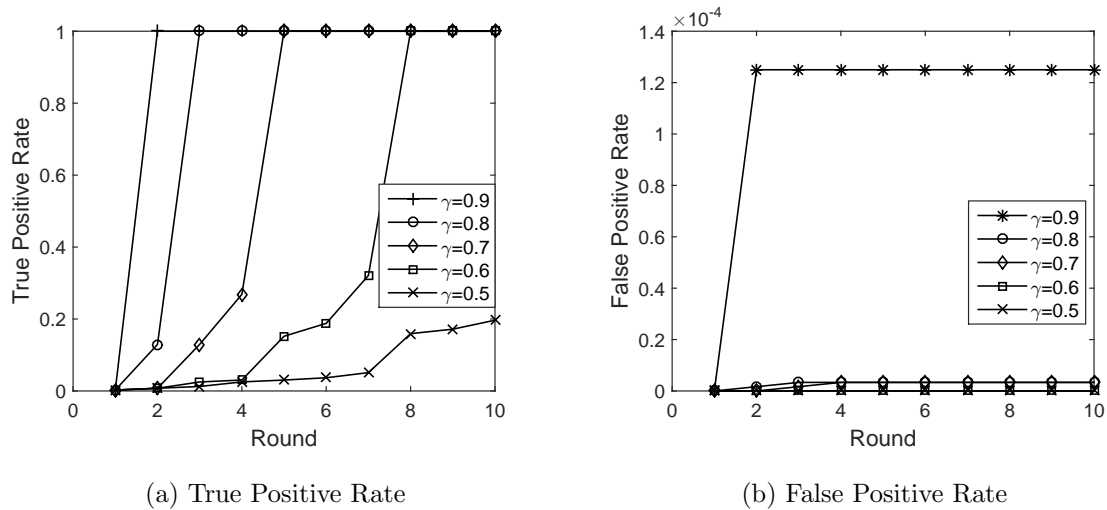 1
0.8
0.6
0.4
0.2
0
True Positive Rate
0
2
4
6
8
10
Round
γ=0.9
γ=0.8
γ=0.7
γ=0.6
γ=0.5
(a) True Positive Rate
×10-4
1.4
1.2
1
0.8
0.6
0.4
0.2
0
False Positive Rate
0
2
4
6
8
10
Round
γ=0.9
γ=0.8
γ=0.7
γ=0.6
γ=0.5
(b) False Positive Rate